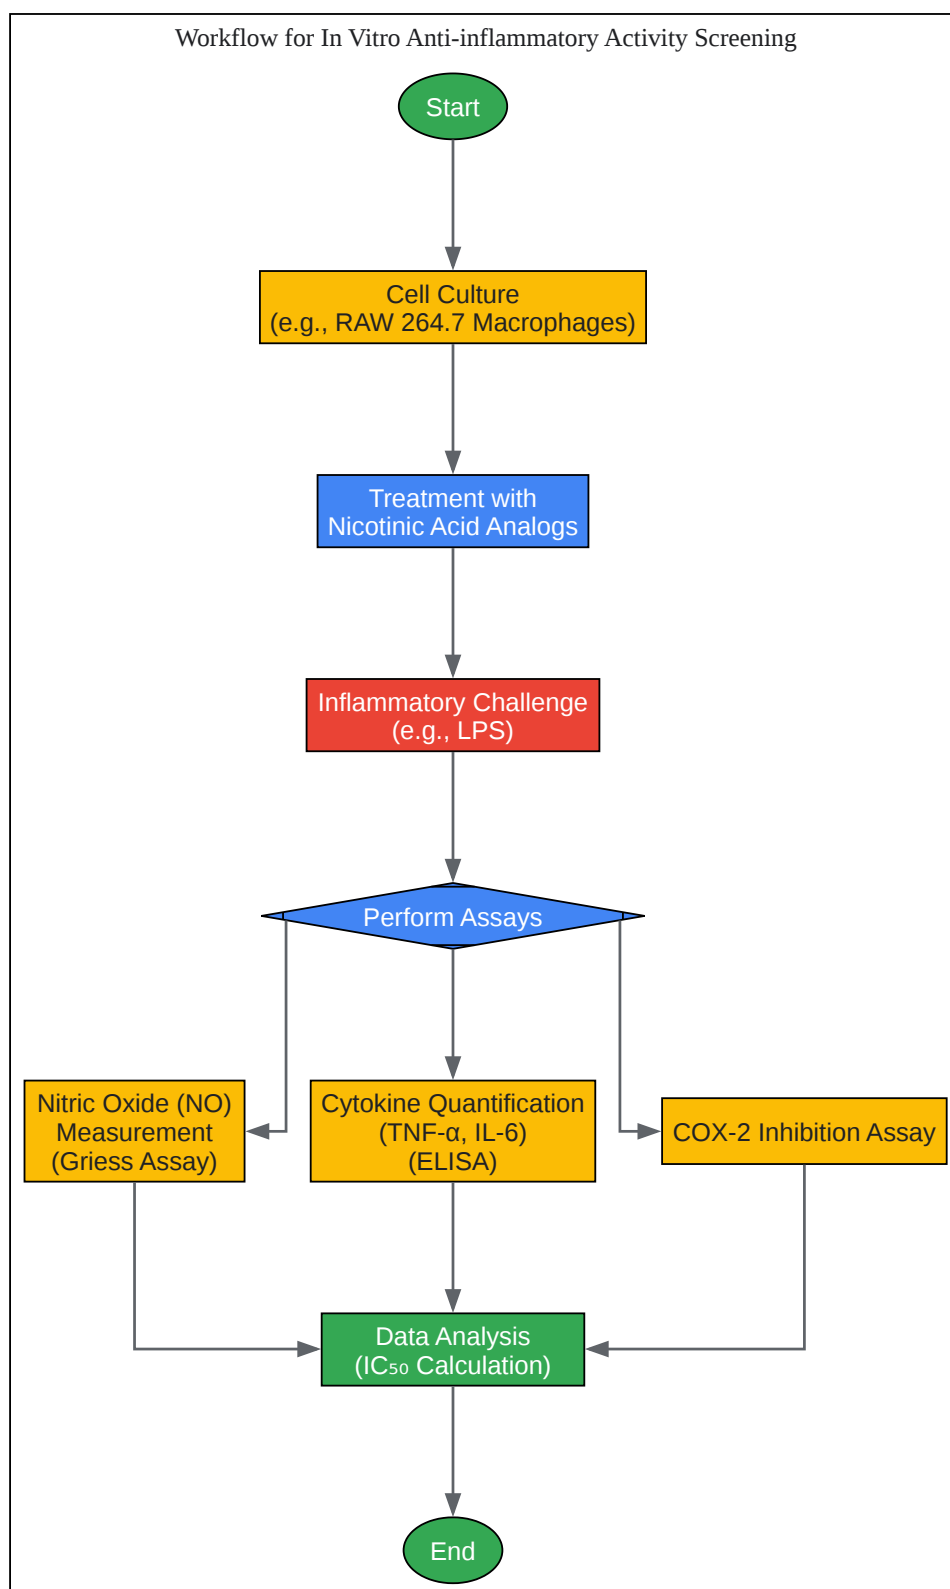 Workflow for In Vitro Anti-inflammatory Activity Screening
Start
Cell Culture
(e.g., RAW 264.7 Macrophages)
Treatment with
Nicotinic Acid Analogs
Inflammatory Challenge
(e.g., LPS)
Perform Assays
Nitric Oxide (NO)
Measurement
(Griess Assay)
Cytokine Quantification
(TNF-α, IL-6)
(ELISA)
COX-2 Inhibition Assay
Data Analysis
(IC₅₀ Calculation)
End